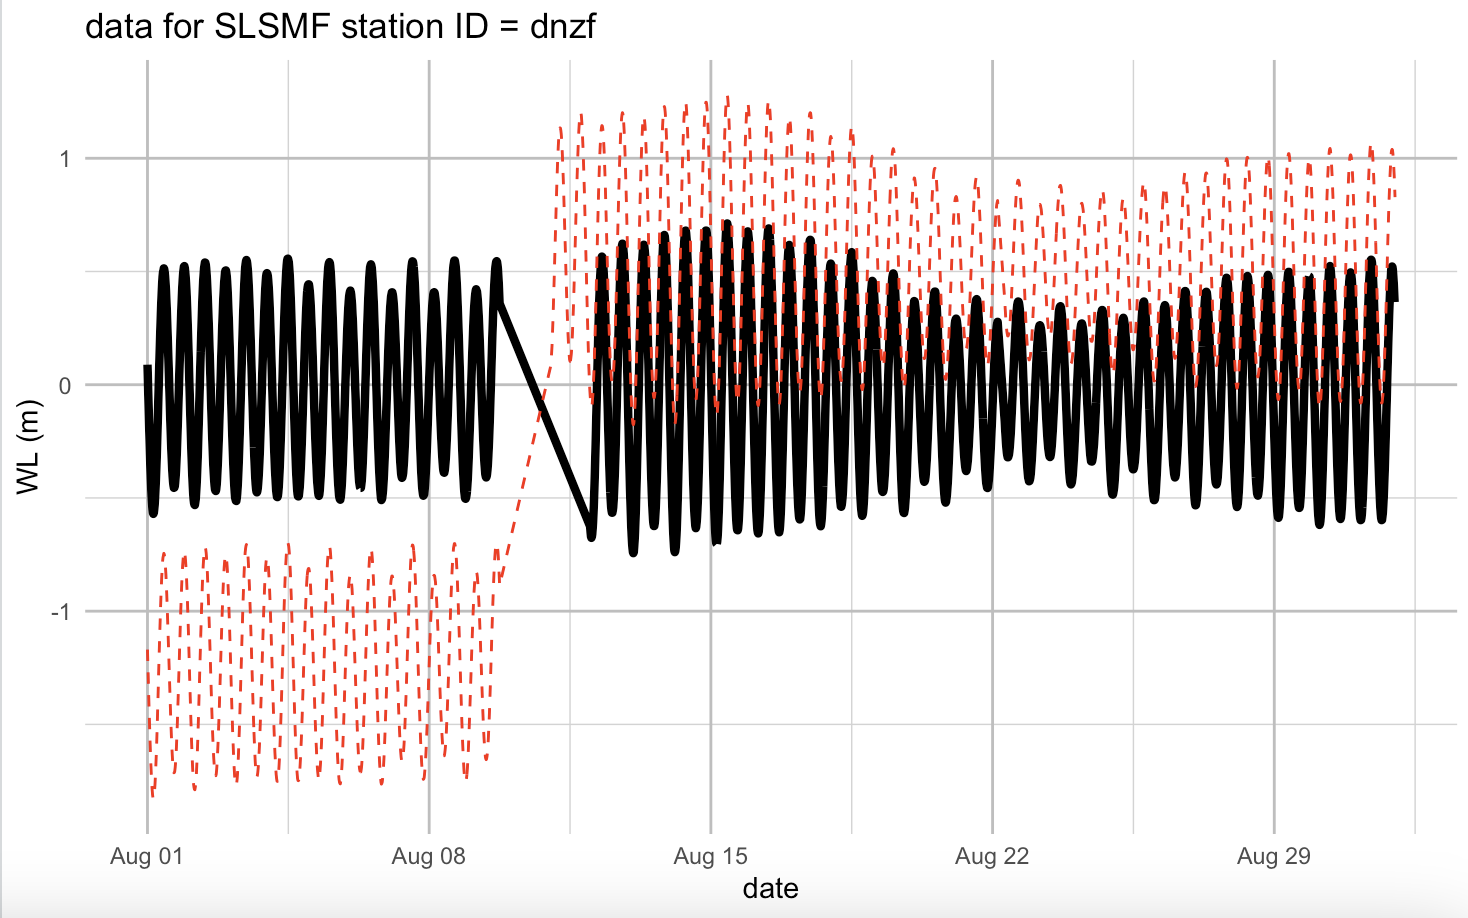 data for SLSMF station ID = dnzf
WL (m)
1
0
-1
Aug 01
Aug 08
Aug 15
Aug 22
Aug 29
date